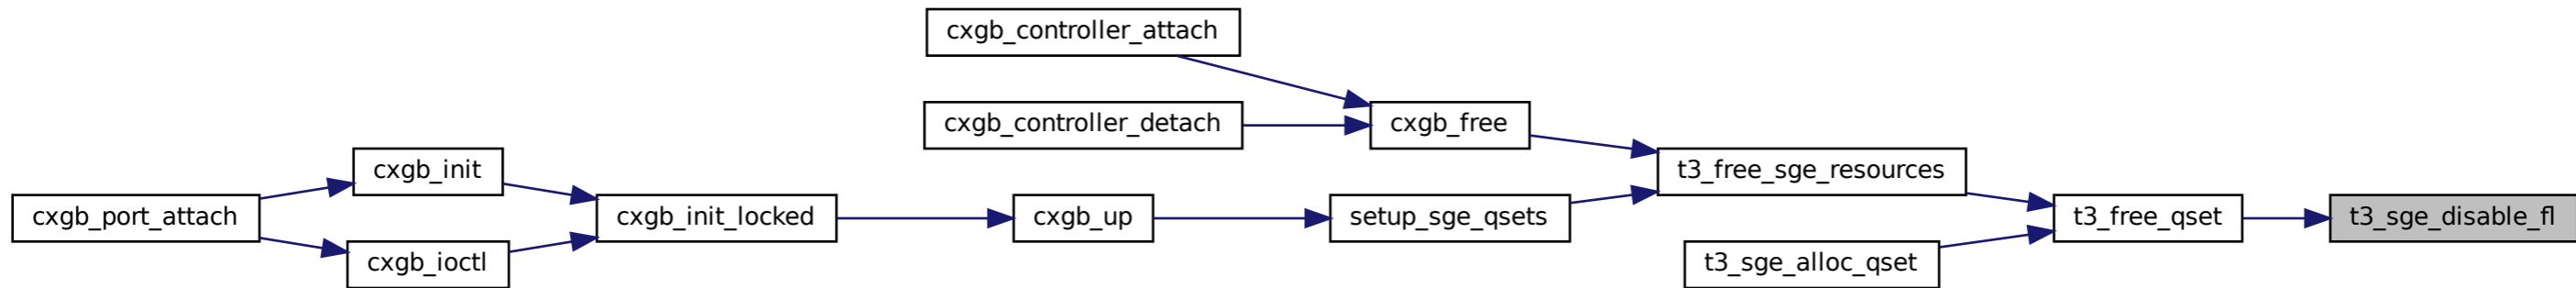 cxgb_controller_attach
cxgb_controller_detach
cxgb_free
cxgb_init
t3_free_sge_resources
cxgb_port_attach
cxgb_init_locked
cxgb_up
setup_sge_qsets
t3_free_qset
t3_sge_disable_fl
cxgb_ioctl
t3_sge_alloc_qset